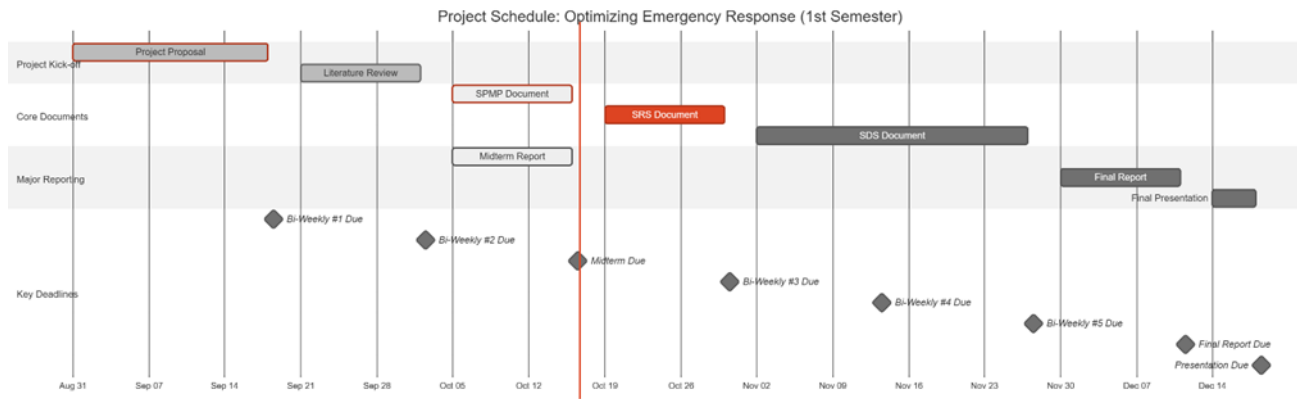 Project Schedule: Optimizing Emergency Response (1st Semester)
Project Proposal
Project Kick-off
Literature Review
SPMP Document
Core Documents
SRS Document
SDS Document
Midterm Report
Major Reporting
Final Report
Final Presentation
Bi-Weekly #1 Due
Bi-Weekly #2 Due
Midterm Due
Bi-Weekly #3 Due
Key Deadlines
Bi-Weekly #4 Due
Bi-Weekly #5 Due
Final Report Due
Presentation Due
Aug 31 Sep 07 Sep 14 Sep 21 Sep 28 Oct 05 Oct 12 Oct 19 Oct 26 Nov 02 Nov 09 Nov 16 Nov 23 Nov 30 Dec 07 Dec 14